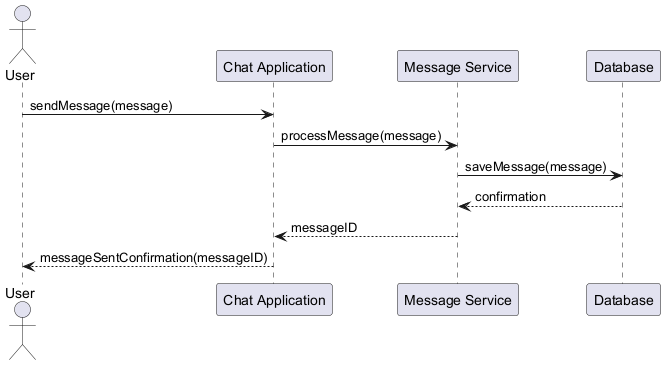 User
Chat Application
Message Service
Database
sendMessage(message)
processMessage(message)
saveMessage(message)
confirmation
messageID
messageSentConfirmation(messageID)
User
Chat Application
Message Service
Database